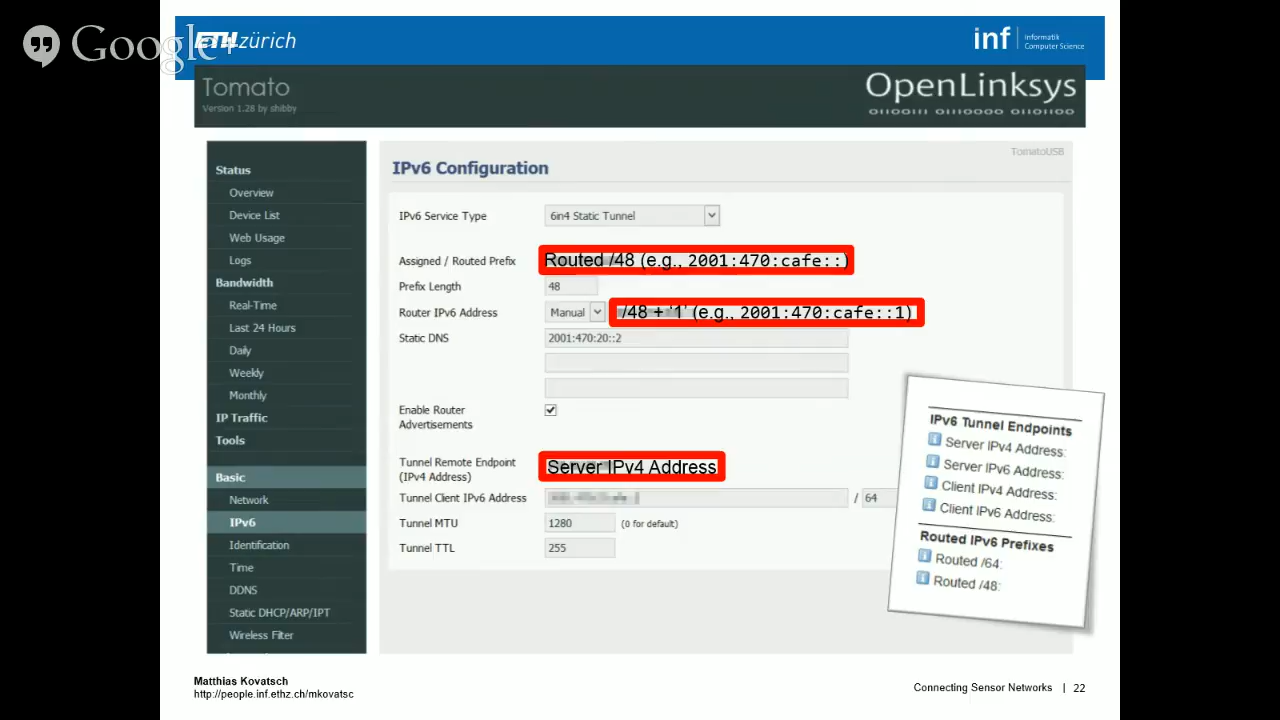 Google+
ETH zürich
inf Informatik
Computer Science
Tomato
Version 1.28 by shibby
OpenLinksys
01100111 01110000 01101100
TomatoUSB
Status
Overview
Device List
Web Usage
Logs
Bandwidth
Real-Time
Last 24 Hours
Daily
Weekly
Monthly
IP Traffic
Tools
Basic
Network
IPv6
Identification
Time
DDNS
Static DHCP/ARP/IPT
Wireless Filter
IPv6 Configuration
IPv6 Service Type 6in4 Static Tunnel
Assigned / Routed Prefix Routed /48 (e.g., 2001:470:cafe::)
Prefix Length 48
Router IPv6 Address Manual /48 + '1' (e.g., 2001:470:cafe::1)
Static DNS 2001:470:20::2
Enable Router
Advertisements
Tunnel Remote Endpoint
(IPv4 Address) Server IPv4 Address
Tunnel Client IPv6 Address / 64
Tunnel MTU 1280 (0 for default)
Tunnel TTL 255
IPv6 Tunnel Endpoints
Server IPv4 Address:
Server IPv6 Address:
Client IPv4 Address:
Client IPv6 Address:
Routed IPv6 Prefixes
Routed /64:
Routed /48:
Matthias Kovatsch
http://people.inf.ethz.ch/mkovatsc
Connecting Sensor Networks | 22